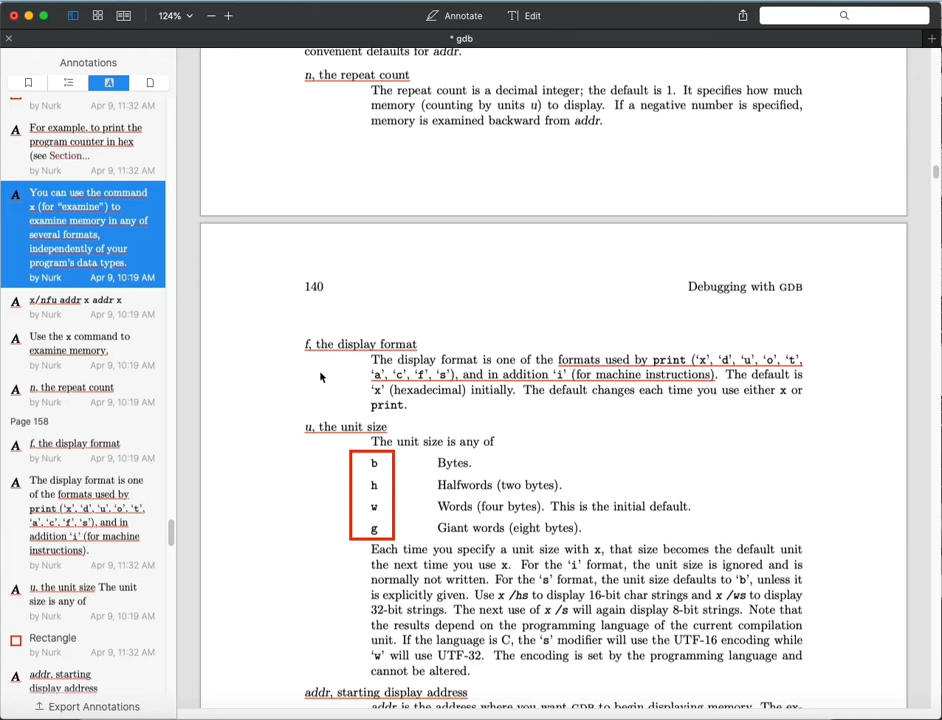 124%
Annotate
Edit
* gdb
Annotations
by Nurk Apr 9, 11:32 AM
For example, to print the
program counter in hex
(see Section...
by Nurk Apr 9, 11:32 AM
You can use the command
x (for “examine”) to
examine memory in any of
several formats,
independently of your
program's data types.
by Nurk Apr 9, 10:19 AM
x/nfu addr x addr x
by Nurk Apr 9, 10:19 AM
Use the x command to
examine memory.
by Nurk Apr 9, 10:19 AM
n, the repeat count
by Nurk Apr 9, 10:19 AM
Page 158
f, the display format
by Nurk Apr 9, 10:19 AM
The display format is one
of the formats used by
print (‘x’, ‘d’, ‘u’, ‘o’, ‘t’,
‘a’, ‘c’, ‘f’, ‘s’), and in
addition ‘i’ (for machine
instructions).
by Nurk Apr 9, 11:32 AM
u, the unit size The unit
size is any of
by Nurk Apr 9, 10:19 AM
Rectangle
by Nurk Apr 9, 11:32 AM
addr, starting
display address
Export Annotations
convenient defaults for addr.
n, the repeat count
The repeat count is a decimal integer; the default is 1. It specifies how much
memory (counting by units u) to display. If a negative number is specified,
memory is examined backward from addr.
140 Debugging with GDB
f, the display format
The display format is one of the formats used by print (‘x’, ‘d’, ‘u’, ‘o’, ‘t’,
‘a’, ‘c’, ‘f’, ‘s’), and in addition ‘i’ (for machine instructions). The default is
‘x’ (hexadecimal) initially. The default changes each time you use either x or
print.
u, the unit size
The unit size is any of
b Bytes.
h Halfwords (two bytes).
w Words (four bytes). This is the initial default.
g Giant words (eight bytes).
Each time you specify a unit size with x, that size becomes the default unit
the next time you use x. For the ‘i’ format, the unit size is ignored and is
normally not written. For the ‘s’ format, the unit size defaults to ‘b’, unless it
is explicitly given. Use x /hs to display 16-bit char strings and x /ws to display
32-bit strings. The next use of x /s will again display 8-bit strings. Note that
the results depend on the programming language of the current compilation
unit. If the language is C, the ‘s’ modifier will use the UTF-16 encoding while
‘w’ will use UTF-32. The encoding is set by the programming language and
cannot be altered.
addr, starting display address
addr is the address where you want GDB to begin displaying memory. The ex-